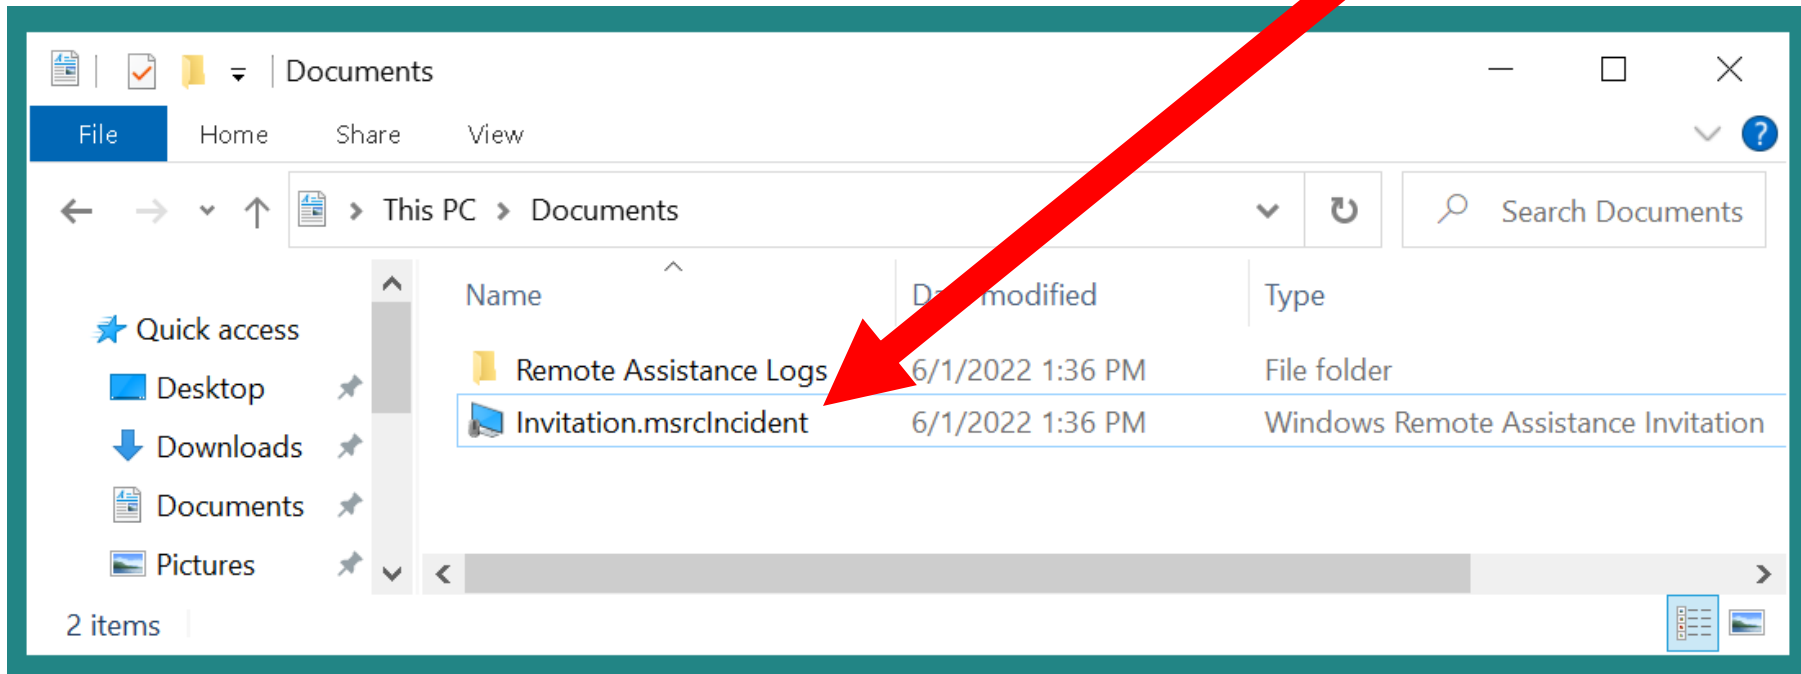 Documents
File Home Share View
This PC Documents Search Documents
Name modified Type
Quick access
Desktop
Downloads
Documents
Pictures
Remote Assistance Logs 6/1/2022 1:36 PM File folder
Invitation.msrcIncident 6/1/2022 1:36 PM Windows Remote Assistance Invitation
2 items